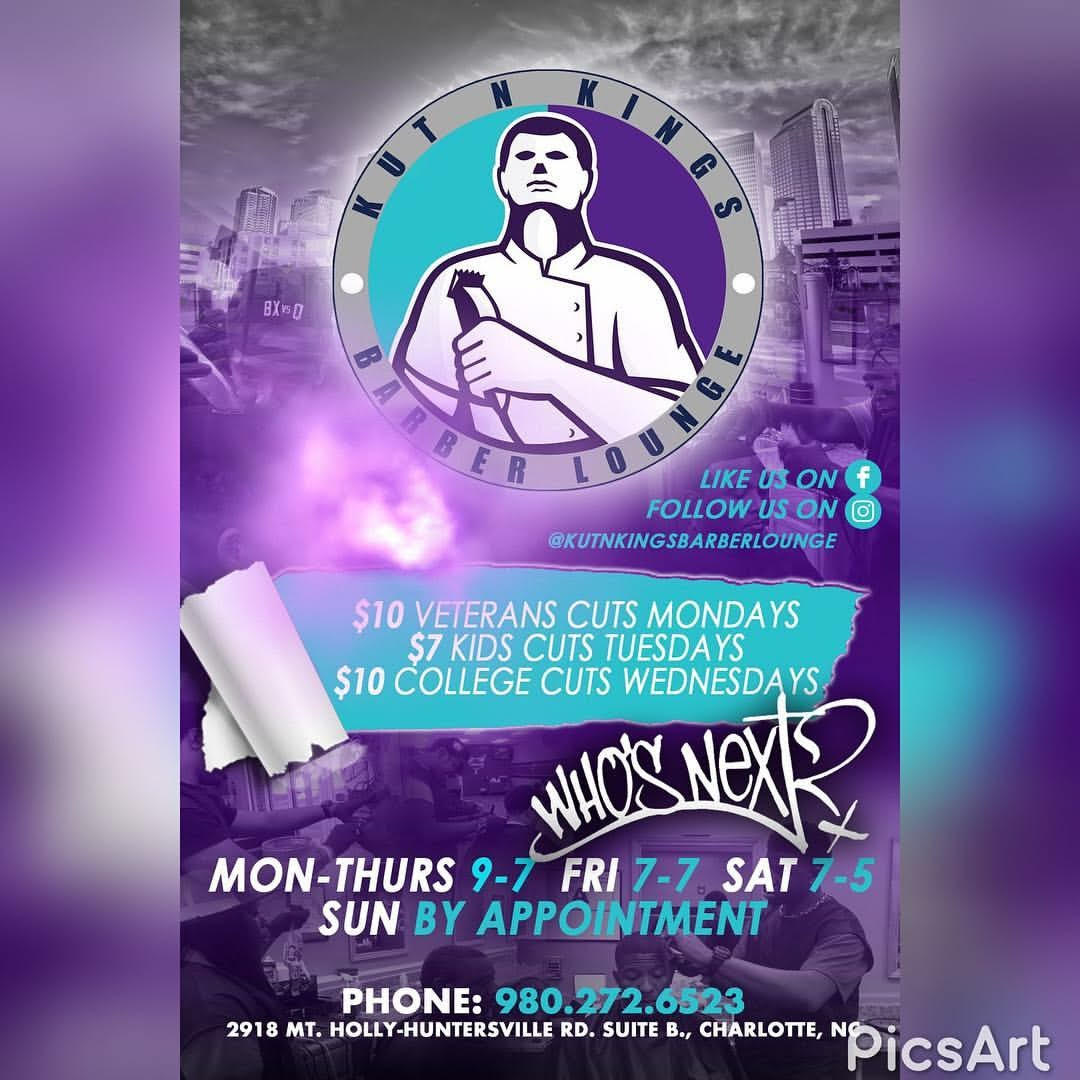 KUT N KINGS
BARBER LOUNGE
BX vs Q
LIKE US ON
FOLLOW US ON
@KUTNKINGSBARBERLOUNGE
$10 VETERANS CUTS MONDAYS
$7 KIDS CUTS TUESDAYS
$10 COLLEGE CUTS WEDNESDAYS
WHO'S NEXT?
MON-THURS 9-7 FRI 7-7 SAT 7-5
SUN BY APPOINTMENT
PHONE: 980.272.6523
2918 MT. HOLLY-HUNTERSVILLE RD. SUITE B., CHARLOTTE, NC
PicsArt